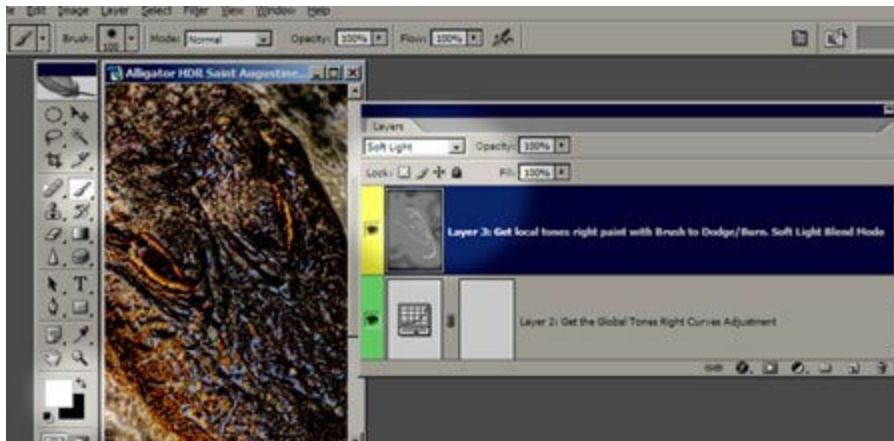 Edit Image Layer Select Filter View Window Help
Brush: 100 Mode: Normal Opacity: 100% Flow: 100%
Alligator HDR Saint Augustine...
Layers
Soft Light Opacity: 100%
Lock: Fill: 100%
Layer 3: Get local tones right paint with Brush to Dodge/Burn. Soft Light Blend Mode
Layer 2: Get the Global Tones Right Curves Adjustment